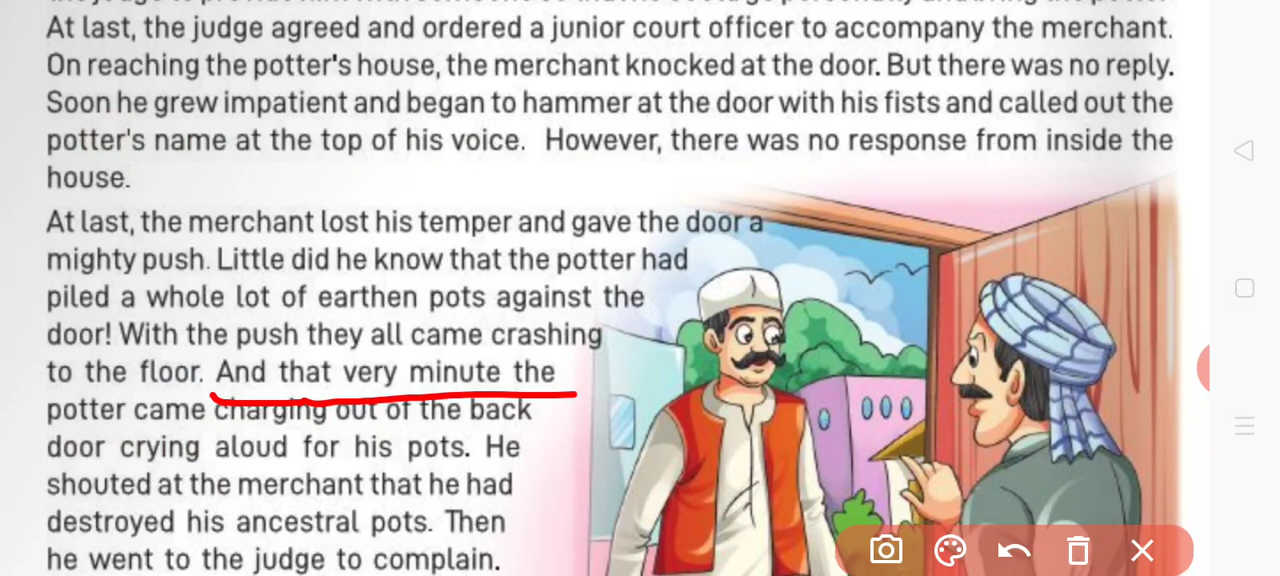 At last, the judge agreed and ordered a junior court officer to accompany the merchant.
On reaching the potter's house, the merchant knocked at the door. But there was no reply.
Soon he grew impatient and began to hammer at the door with his fists and called out the
potter's name at the top of his voice. However, there was no response from inside the
house.
At last, the merchant lost his temper and gave the door a
mighty push. Little did he know that the potter had
piled a whole lot of earthen pots against the
door! With the push they all came crashing
to the floor. And that very minute the
potter came charging out of the back
door crying aloud for his pots. He
shouted at the merchant that he had
destroyed his ancestral pots. Then
he went to the judge to complain.